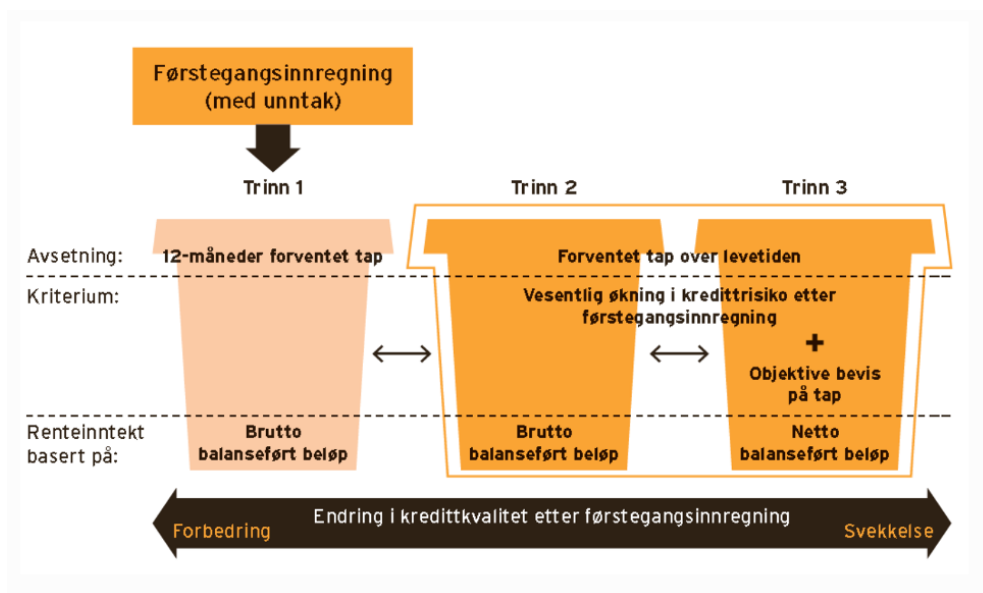 Førstegangsinnregning
(med unntak)
Trinn 1
Trinn 2
Trinn 3
Avsetning:
12-måneder forventet tap
Forventet tap over levetiden
Kriterium:
Vesentlig økning i kredittrisiko etter
førstegangsinnregning
+
Objektive bevis
på tap
Renteinntekt
basert på:
Brutto
balanseført beløp
Brutto
balanseført beløp
Netto
balanseført beløp
Endring i kredittkvalitet etter førstegangsinnregning
Forbedring
Svekkelse